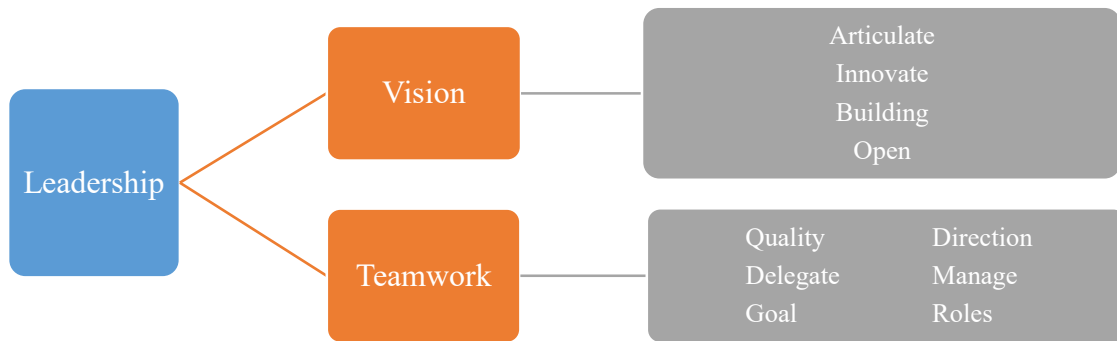 Leadership
Vision
Articulate
Innovate
Building
Open
Teamwork
Quality Direction
Delegate Manage
Goal Roles